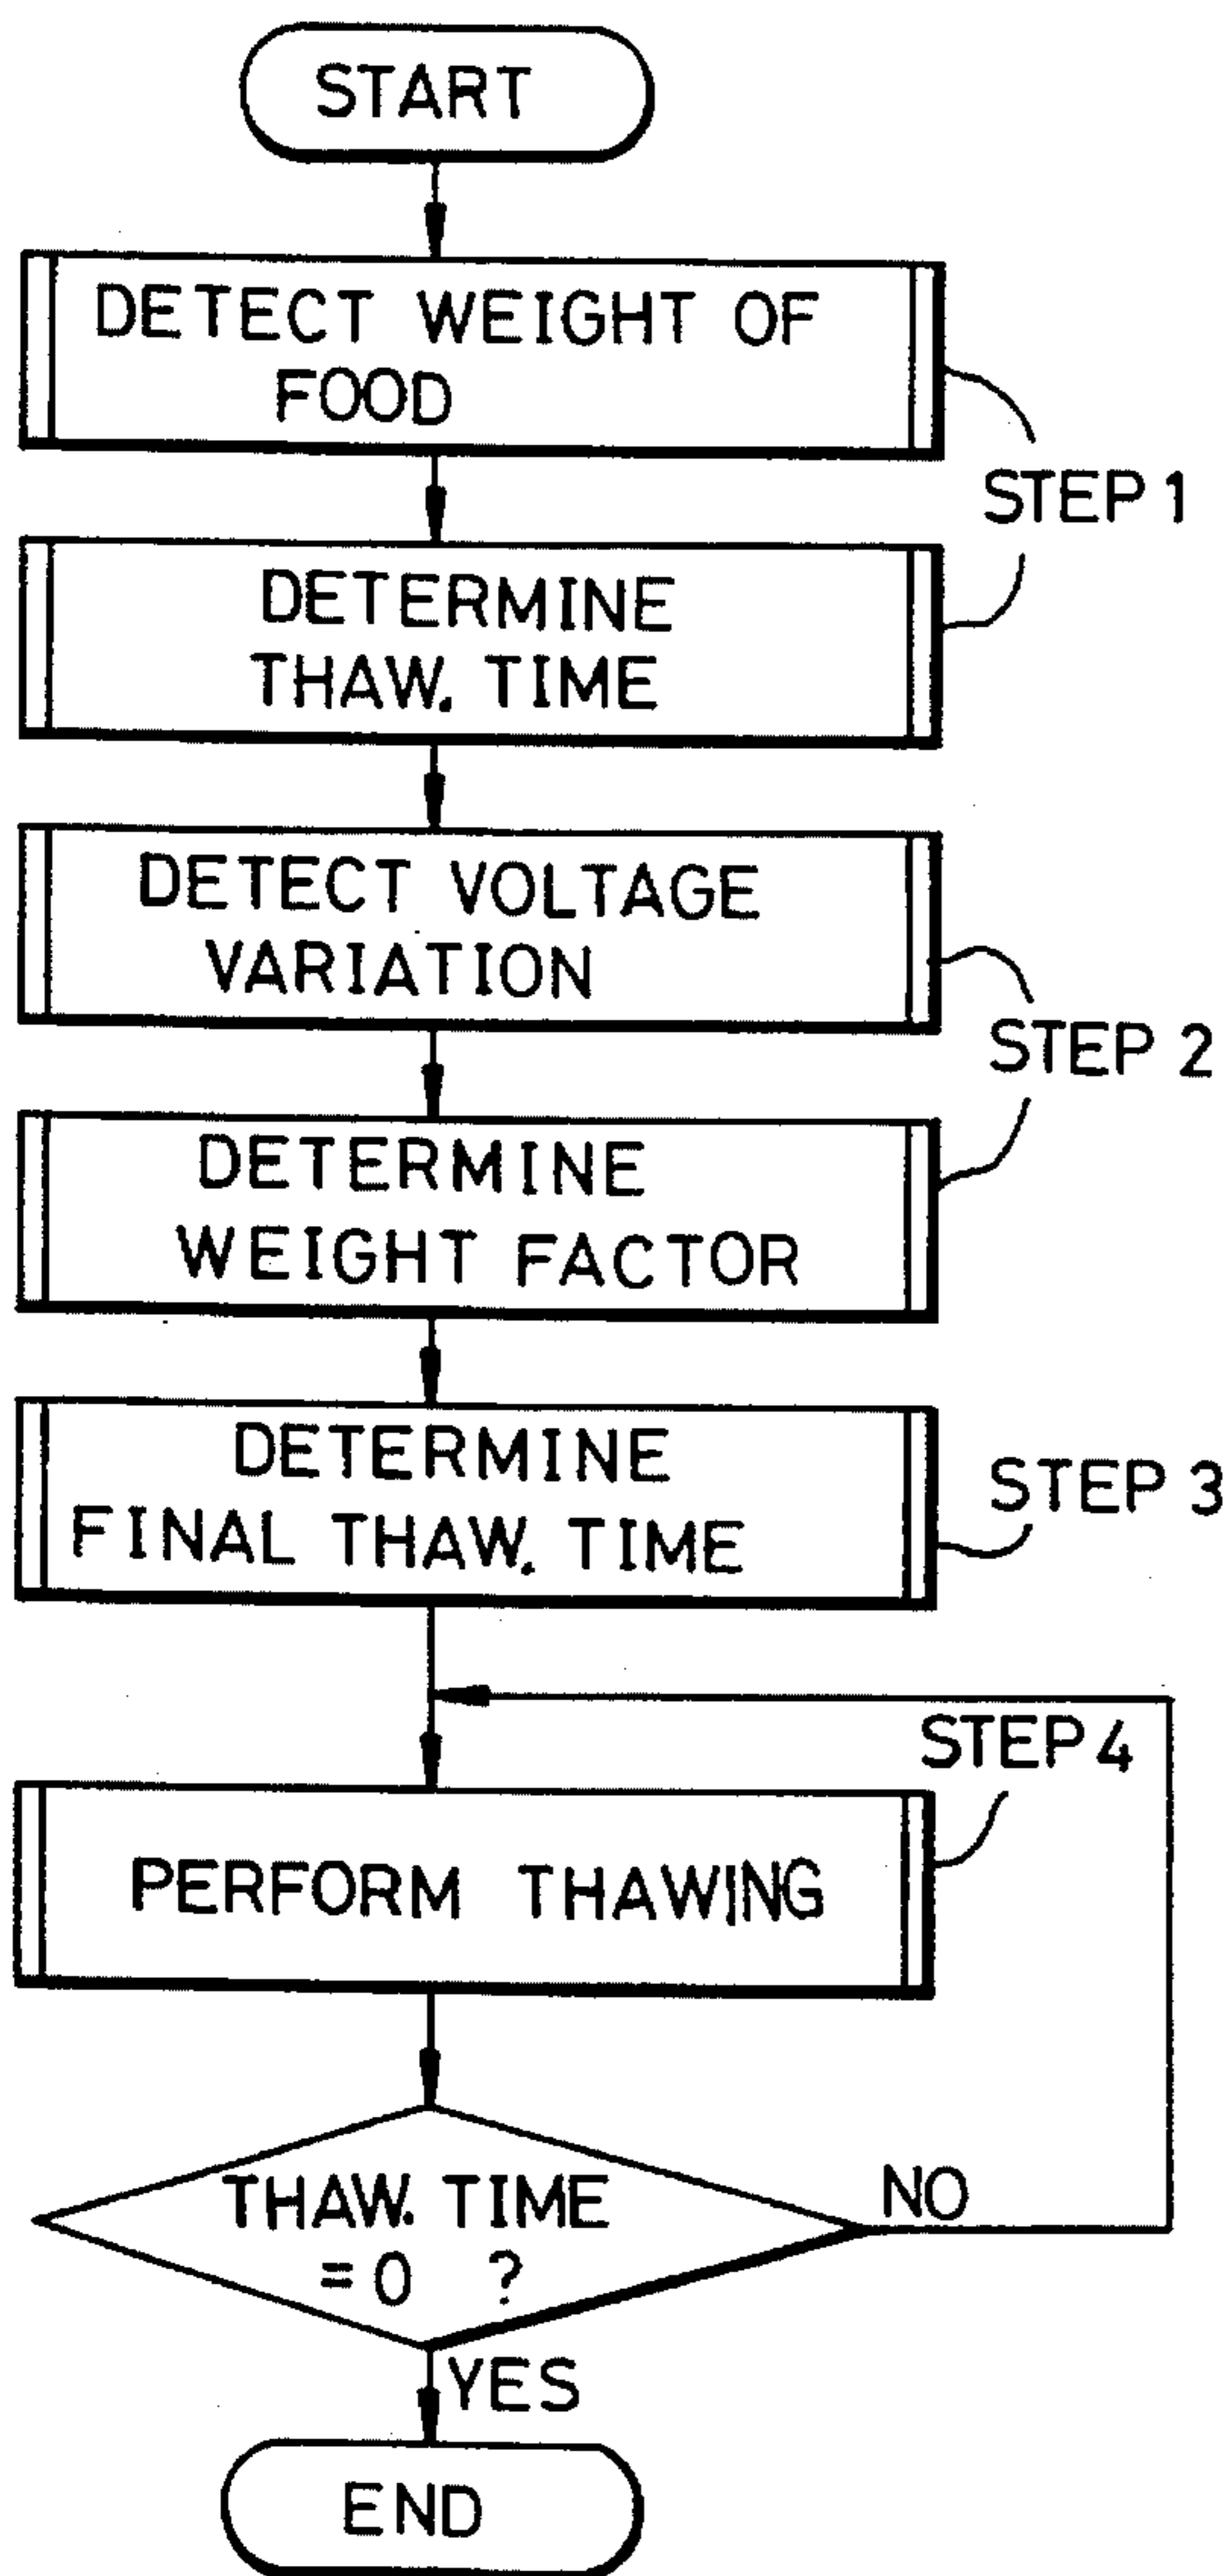 START
DETECT WEIGHT OF
FOOD
STEP 1
DETERMINE
THAW. TIME
DETECT VOLTAGE
VARIATION
STEP 2
DETERMINE
WEIGHT FACTOR
DETERMINE
FINAL THAW. TIME
STEP 3
STEP 4
PERFORM THAWING
THAW. TIME
= 0 ?
NO
YES
END